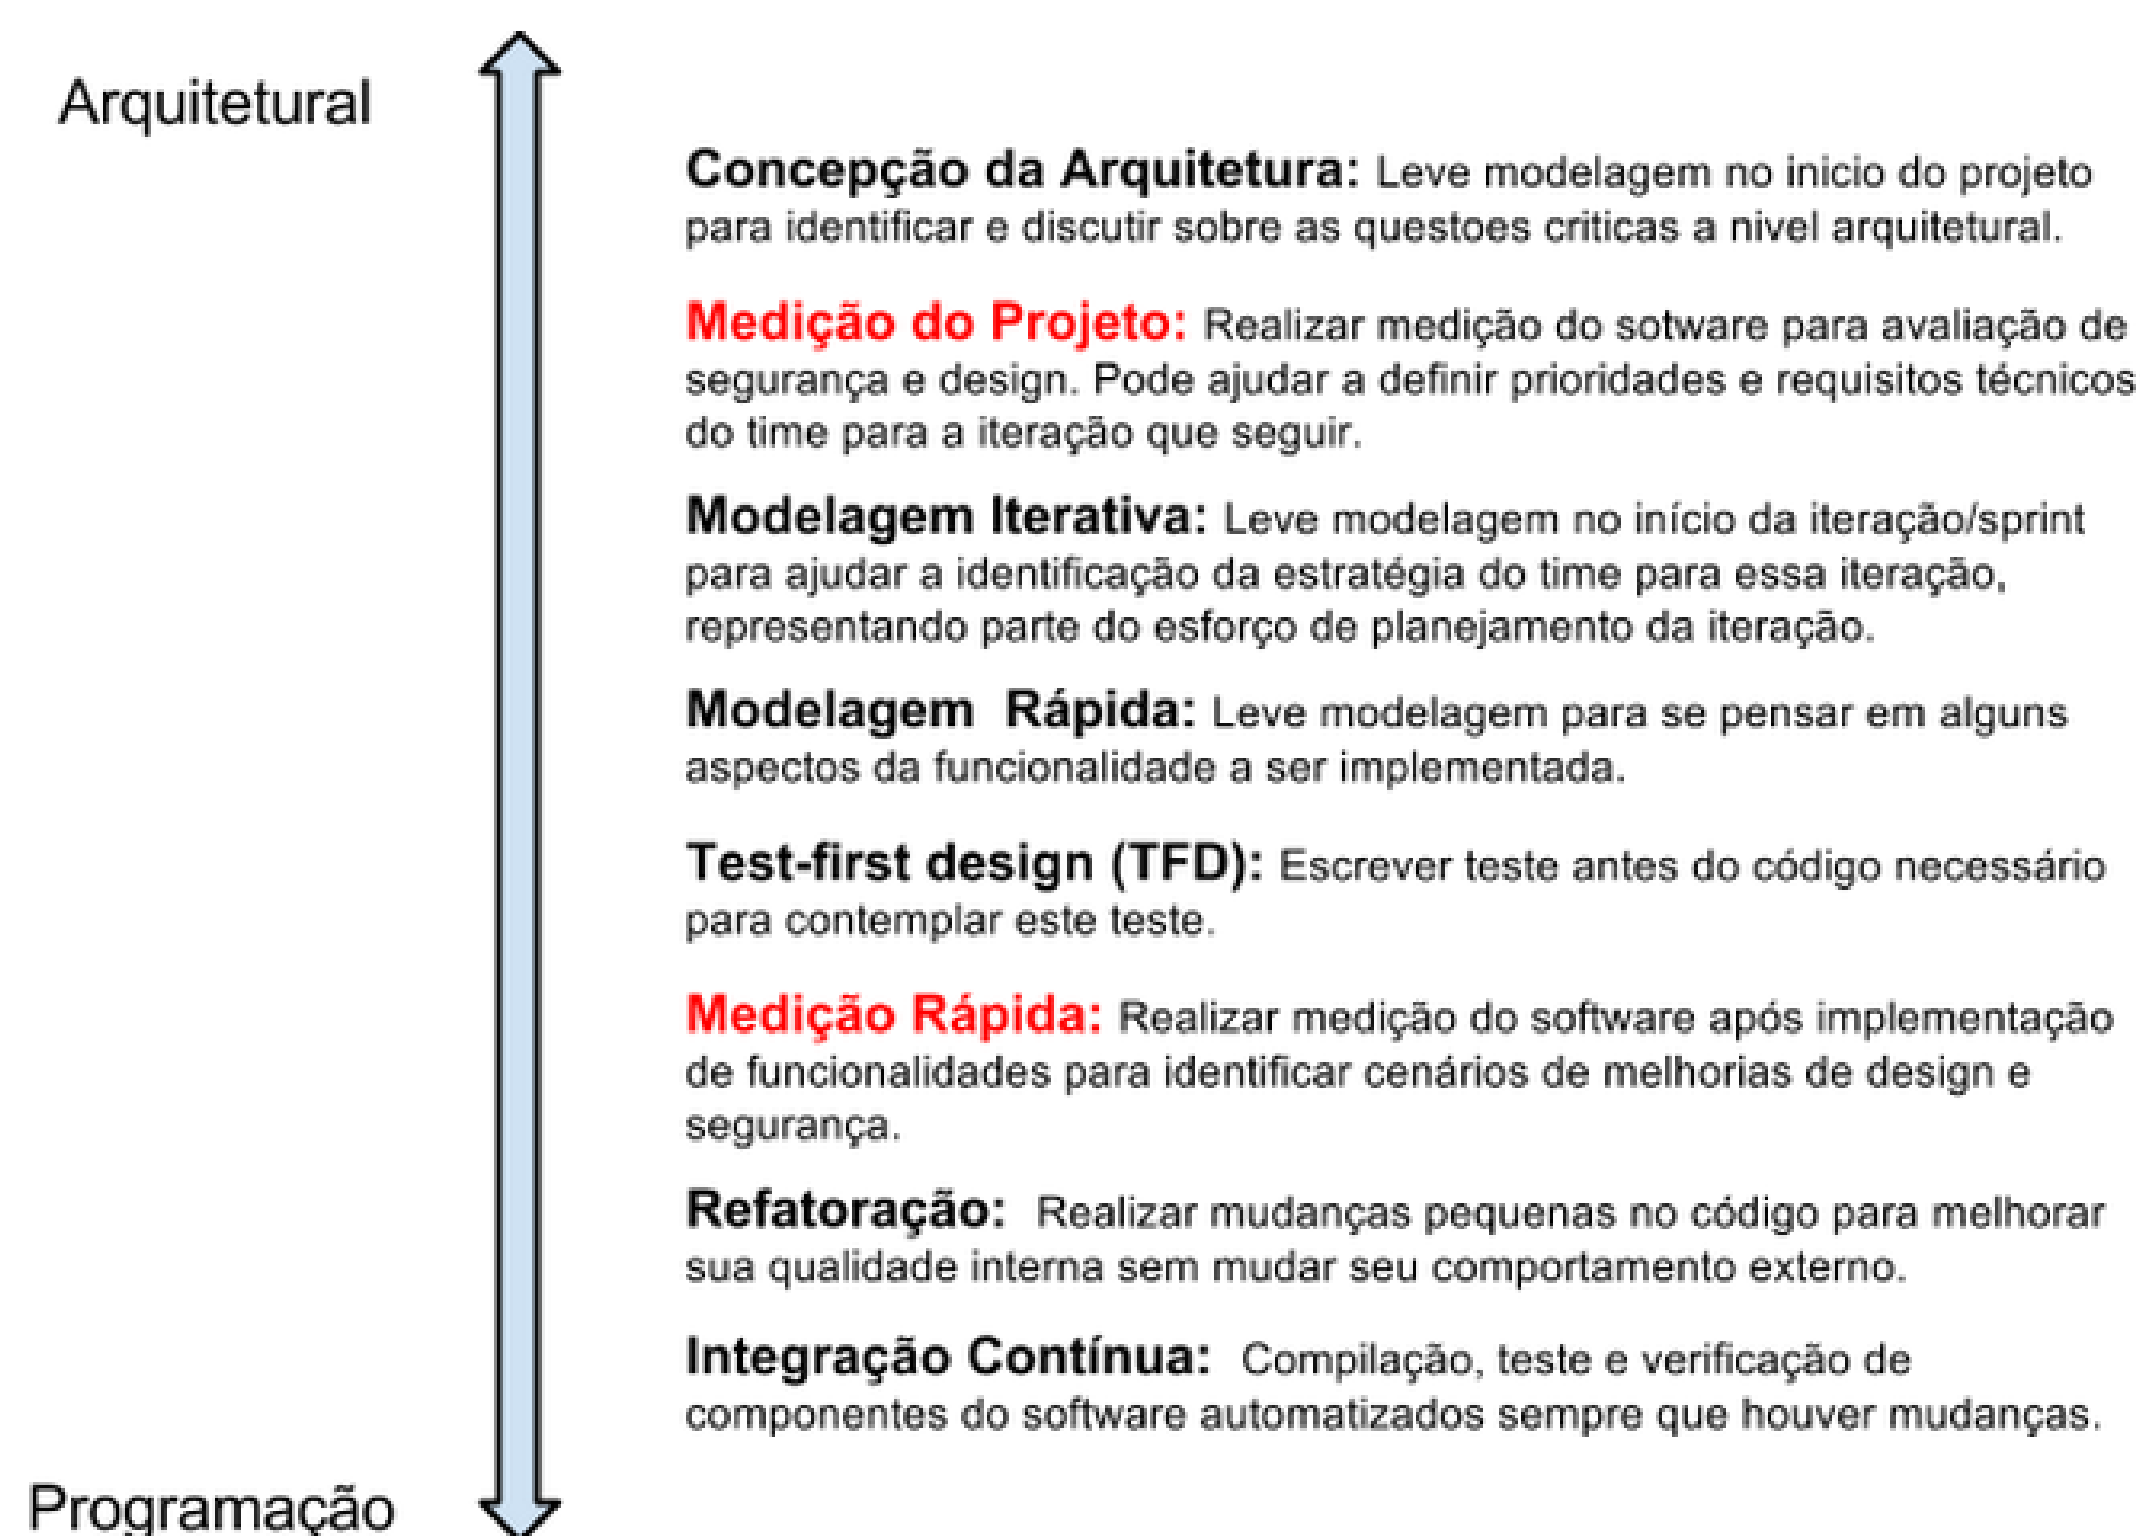 Arquitetural
Concepção da Arquitetura: Leve modelagem no inicio do projeto
para identificar e discutir sobre as questoes criticas a nivel arquitetural.
Medição do Projeto: Realizar medição do sotware para avaliação de
segurança e design. Pode ajudar a definir prioridades e requisitos técnicos
do time para a iteração que seguir.
Modelagem Iterativa: Leve modelagem no início da iteração/sprint
para ajudar a identificação da estratégia do time para essa iteração,
representando parte do esforço de planejamento da iteração.
Modelagem Rápida: Leve modelagem para se pensar em alguns
aspectos da funcionalidade a ser implementada.
Test-first design (TFD): Escrever teste antes do código necessário
para contemplar este teste.
Medição Rápida: Realizar medição do software após implementação
de funcionalidades para identificar cenários de melhorias de design e
segurança.
Refatoração: Realizar mudanças pequenas no código para melhorar
sua qualidade interna sem mudar seu comportamento externo.
Integração Contínua: Compilação, teste e verificação de
componentes do software automatizados sempre que houver mudanças.
Programação